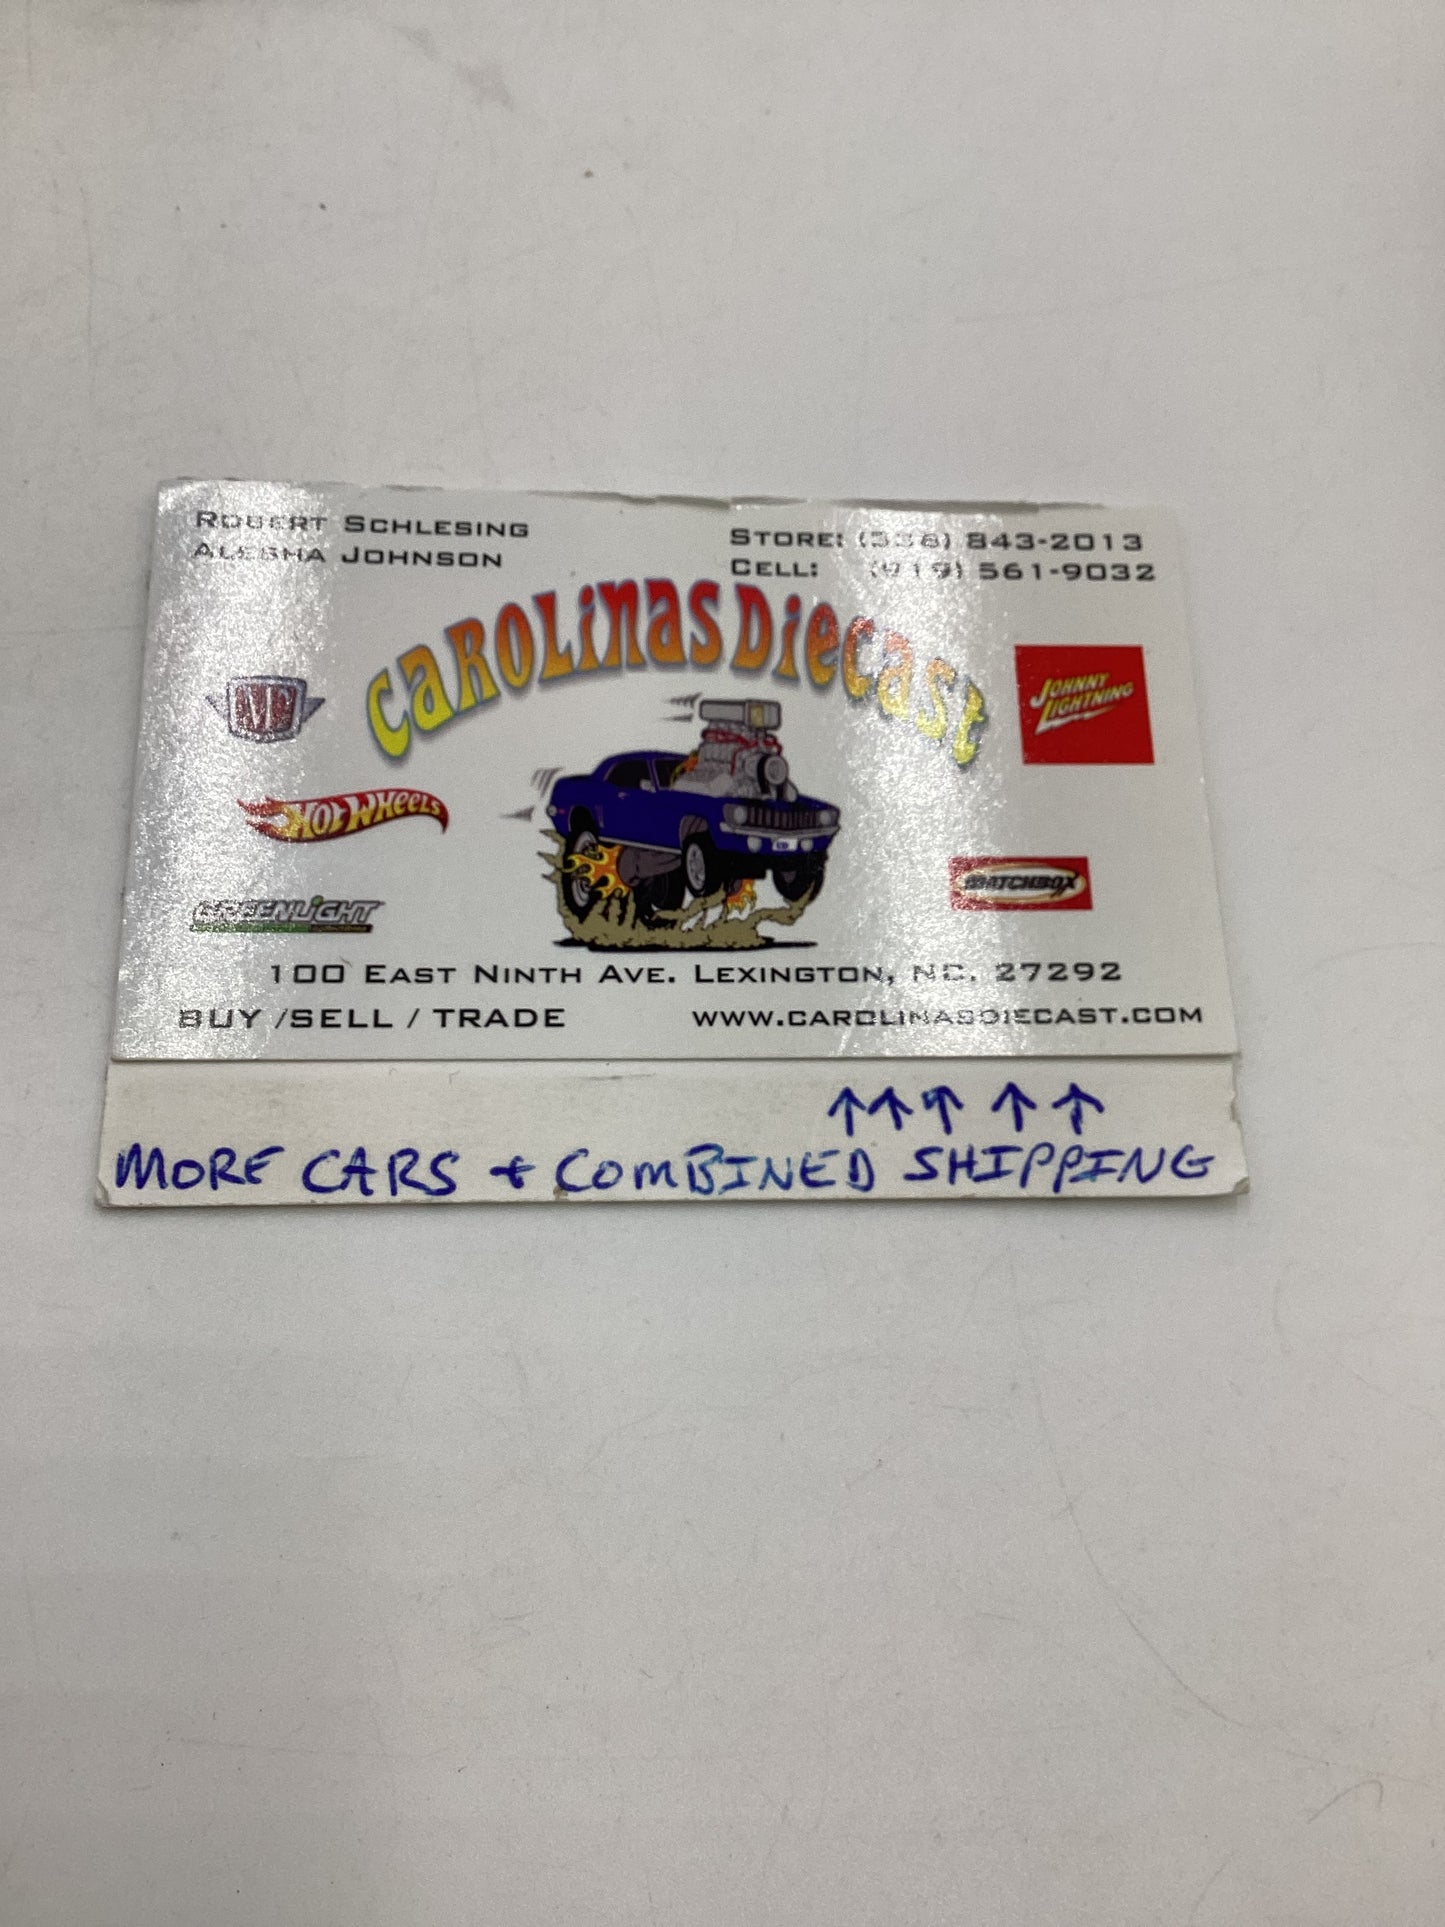 ROBERT SCHLESING
ALESHA JOHNSON
STORE: (336) 843-2013
CELL: (919) 561-9032
CAROLINAS DIECAST
M2
JOHNNY LIGHTNING
HOT WHEELS
GREENLIGHT
MATCHBOX
100 EAST NINTH AVE. LEXINGTON, NC. 27292
BUY /SELL / TRADE WWW.CAROLINASDIECAST.COM
↑↑↑ ↑ ↑
MORE CARS + COMBINED SHIPPING